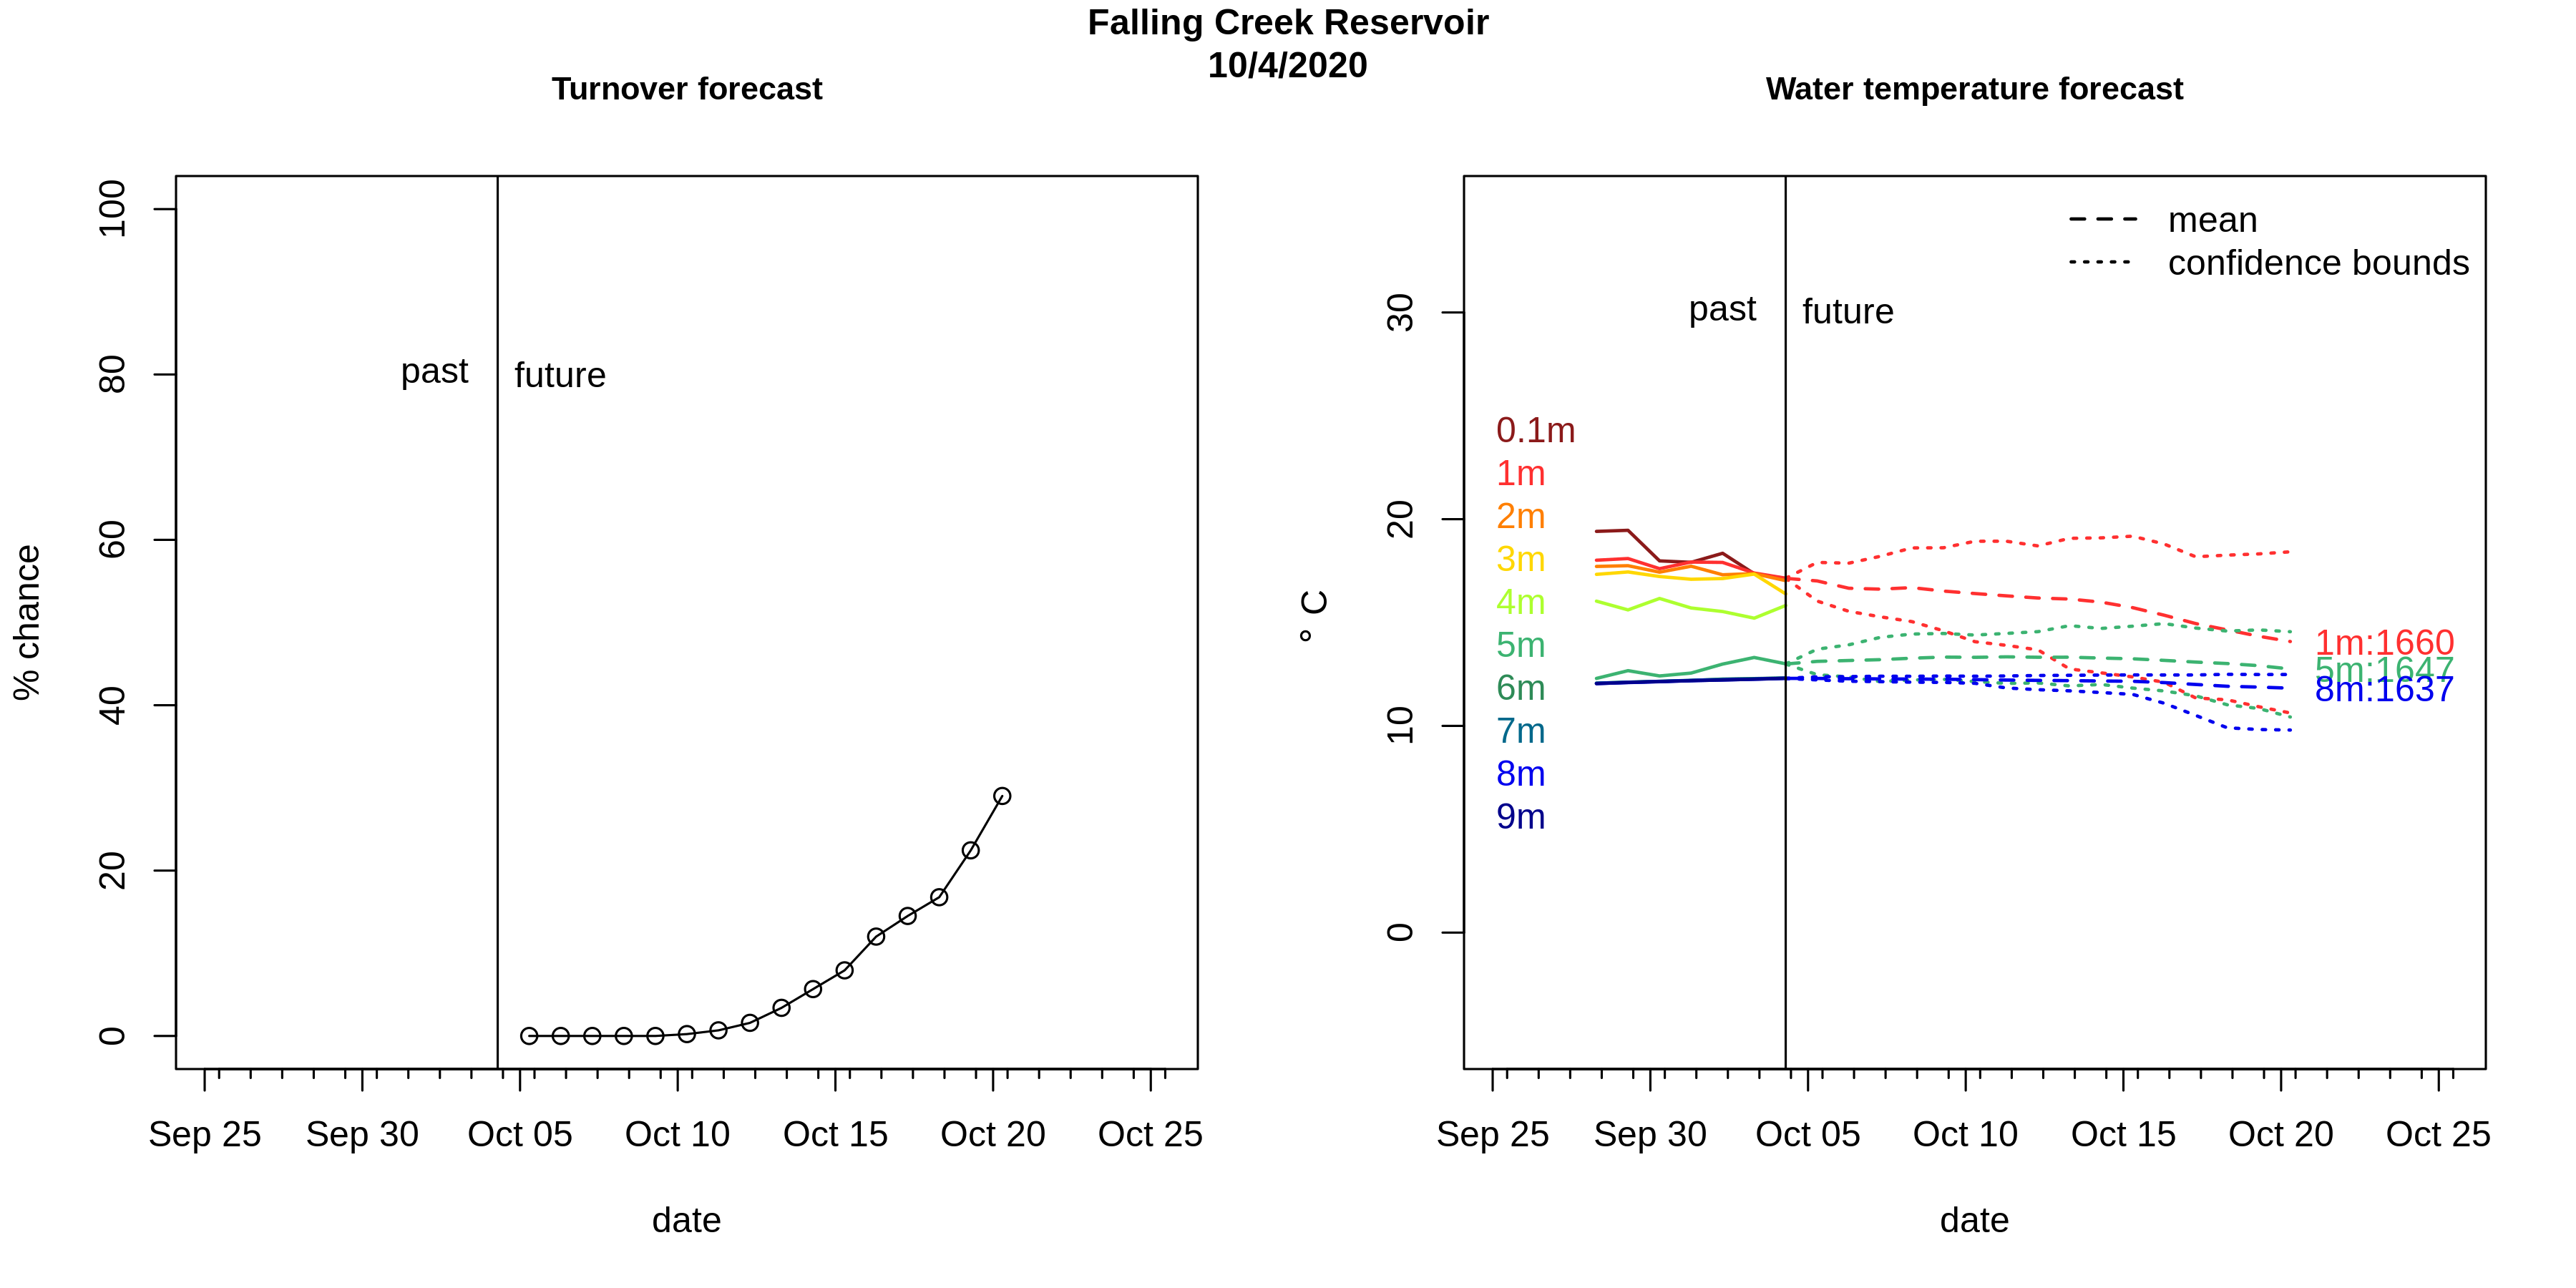 Falling Creek Reservoir
10/4/2020
Turnover forecast
% chance
100
80
60
40
20
0
past
future
Sep 25
Sep 30
Oct 05
Oct 10
Oct 15
Oct 20
Oct 25
date
Water temperature forecast
° C
30
20
10
0
mean
confidence bounds
past
future
0.1m
1m
2m
3m
4m
5m
6m
7m
8m
9m
1m:1660
5m:1647
8m:1637
Sep 25
Sep 30
Oct 05
Oct 10
Oct 15
Oct 20
Oct 25
date